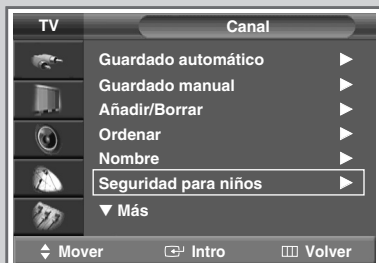 TV Canal
Guardado automático ▶
Guardado manual ▶
Añadir/Borrar ▶
Ordenar ▶
Nombre ▶
Seguridad para niños ▶
▼ Más
Mover Intro Volver